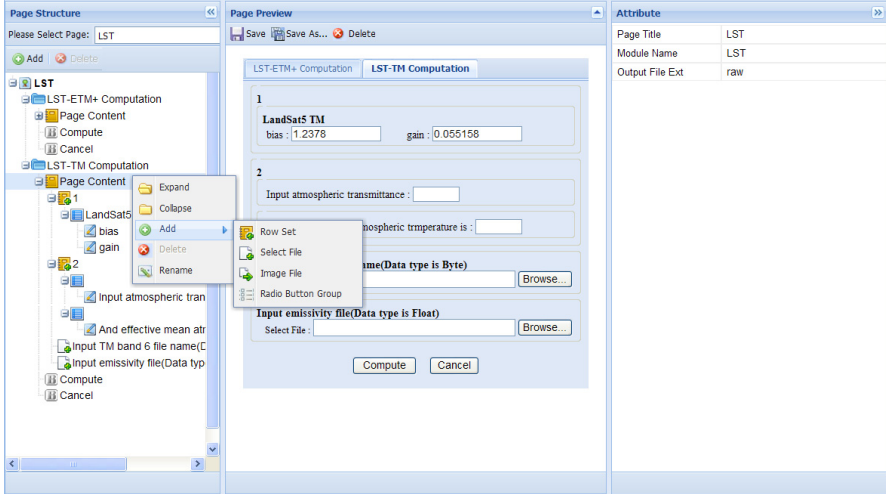 Page Structure
Please Select Page: LST
Add Delete
LST
LST-ETM+ Computation
Page Content
Compute
Cancel
LST-TM Computation
Page Content
1
LandSat5
bias
gain
2
Input atmospheric tran
And effective mean atr
Input TM band 6 file name(D
Input emissivity file(Data typ
Compute
Cancel
Expand
Collapse
Add
Delete
Rename
Row Set
Select File
Image File
Radio Button Group
Page Preview
Save Save As... Delete
LST-ETM+ Computation LST-TM Computation
1
LandSat5 TM
bias : 1.2378 gain : 0.055158
2
Input atmospheric transmittance :
mospheric trmperature is :
ame(Data type is Byte)
Browse...
Input emissivity file(Data type is Float)
Select File : Browse...
Compute Cancel
Attribute
Page Title LST
Module Name LST
Output File Ext raw